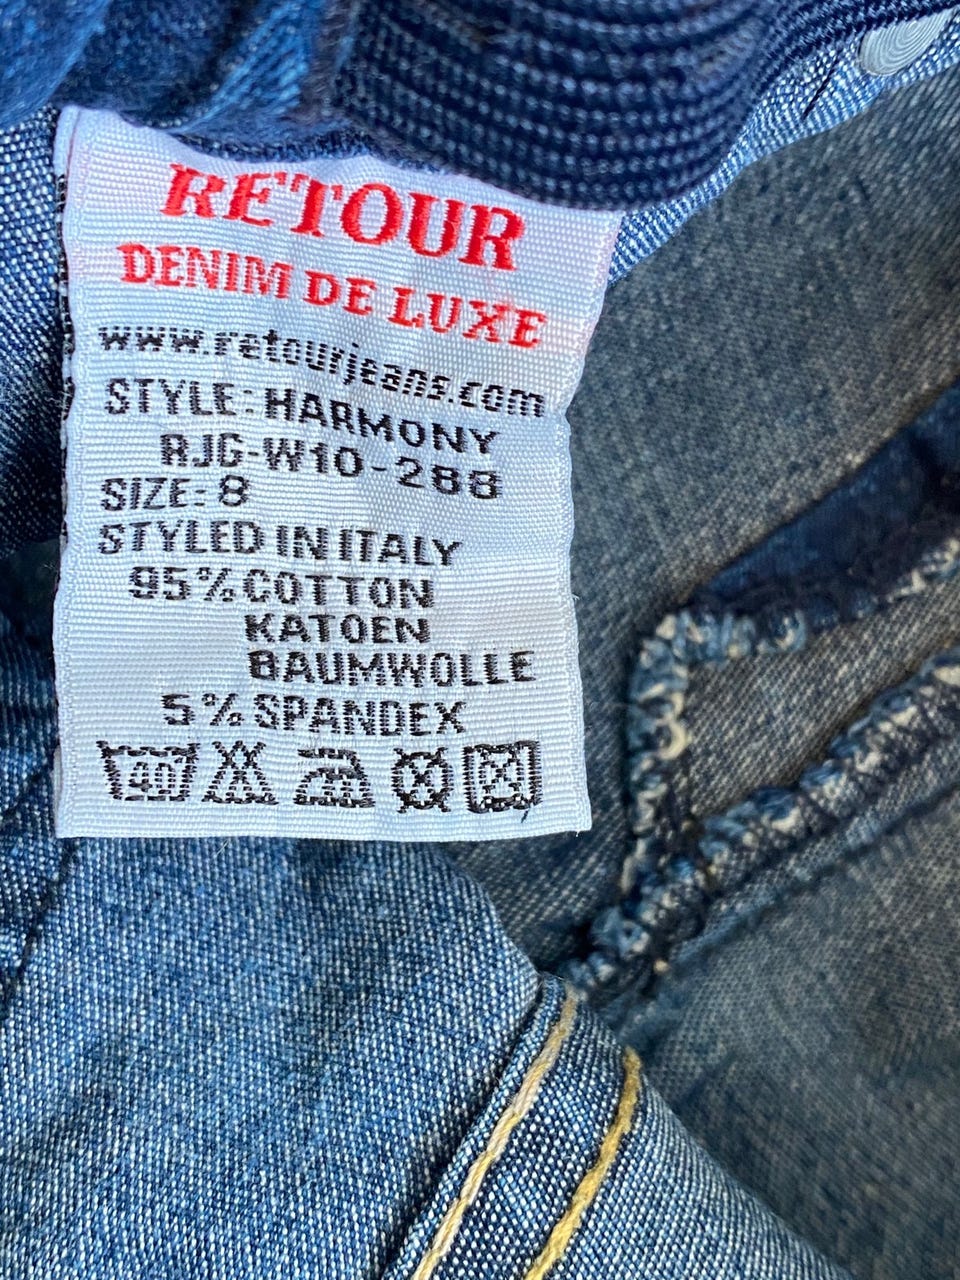 RETOUR
DENIM DE LUXE
www.retourjeans.com
STYLE: HARMONY
RJG-W10-288
SIZE: 8
STYLED IN ITALY
95% COTTON
KATOEN
BAUMWOLLE
5% SPANDEX
40